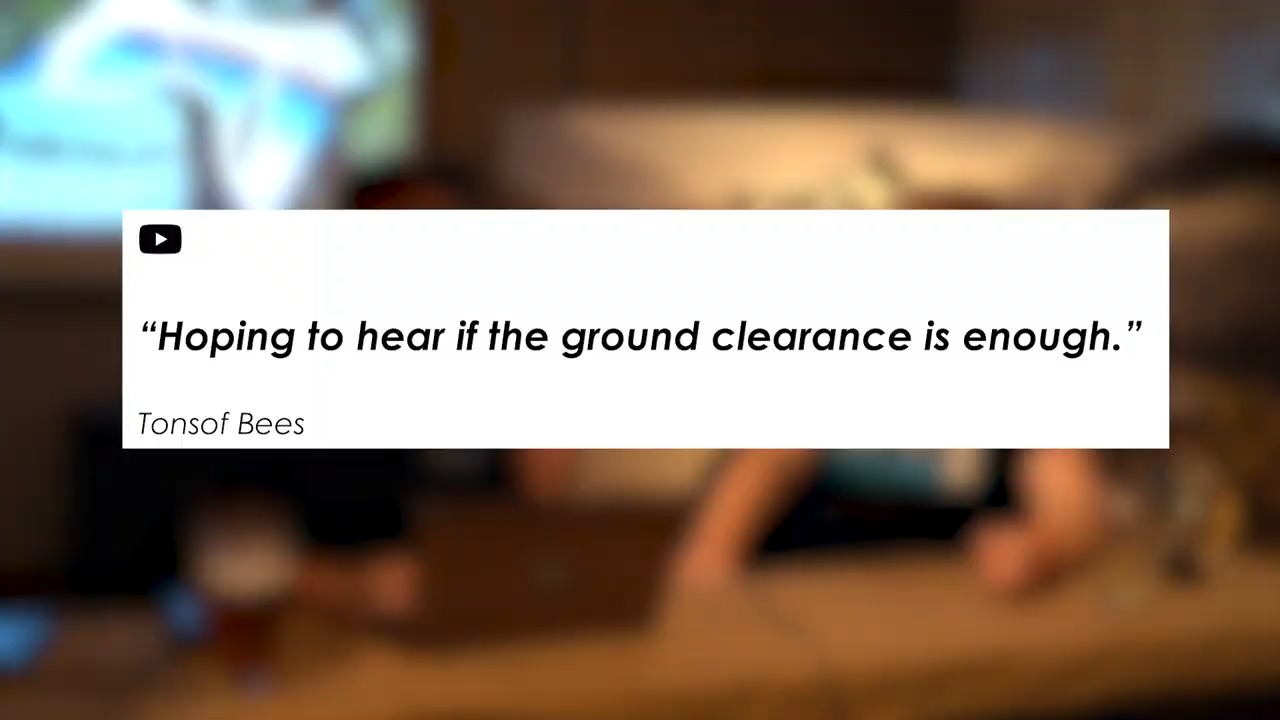 “Hoping to hear if the ground clearance is enough.”
Tonsof Bees